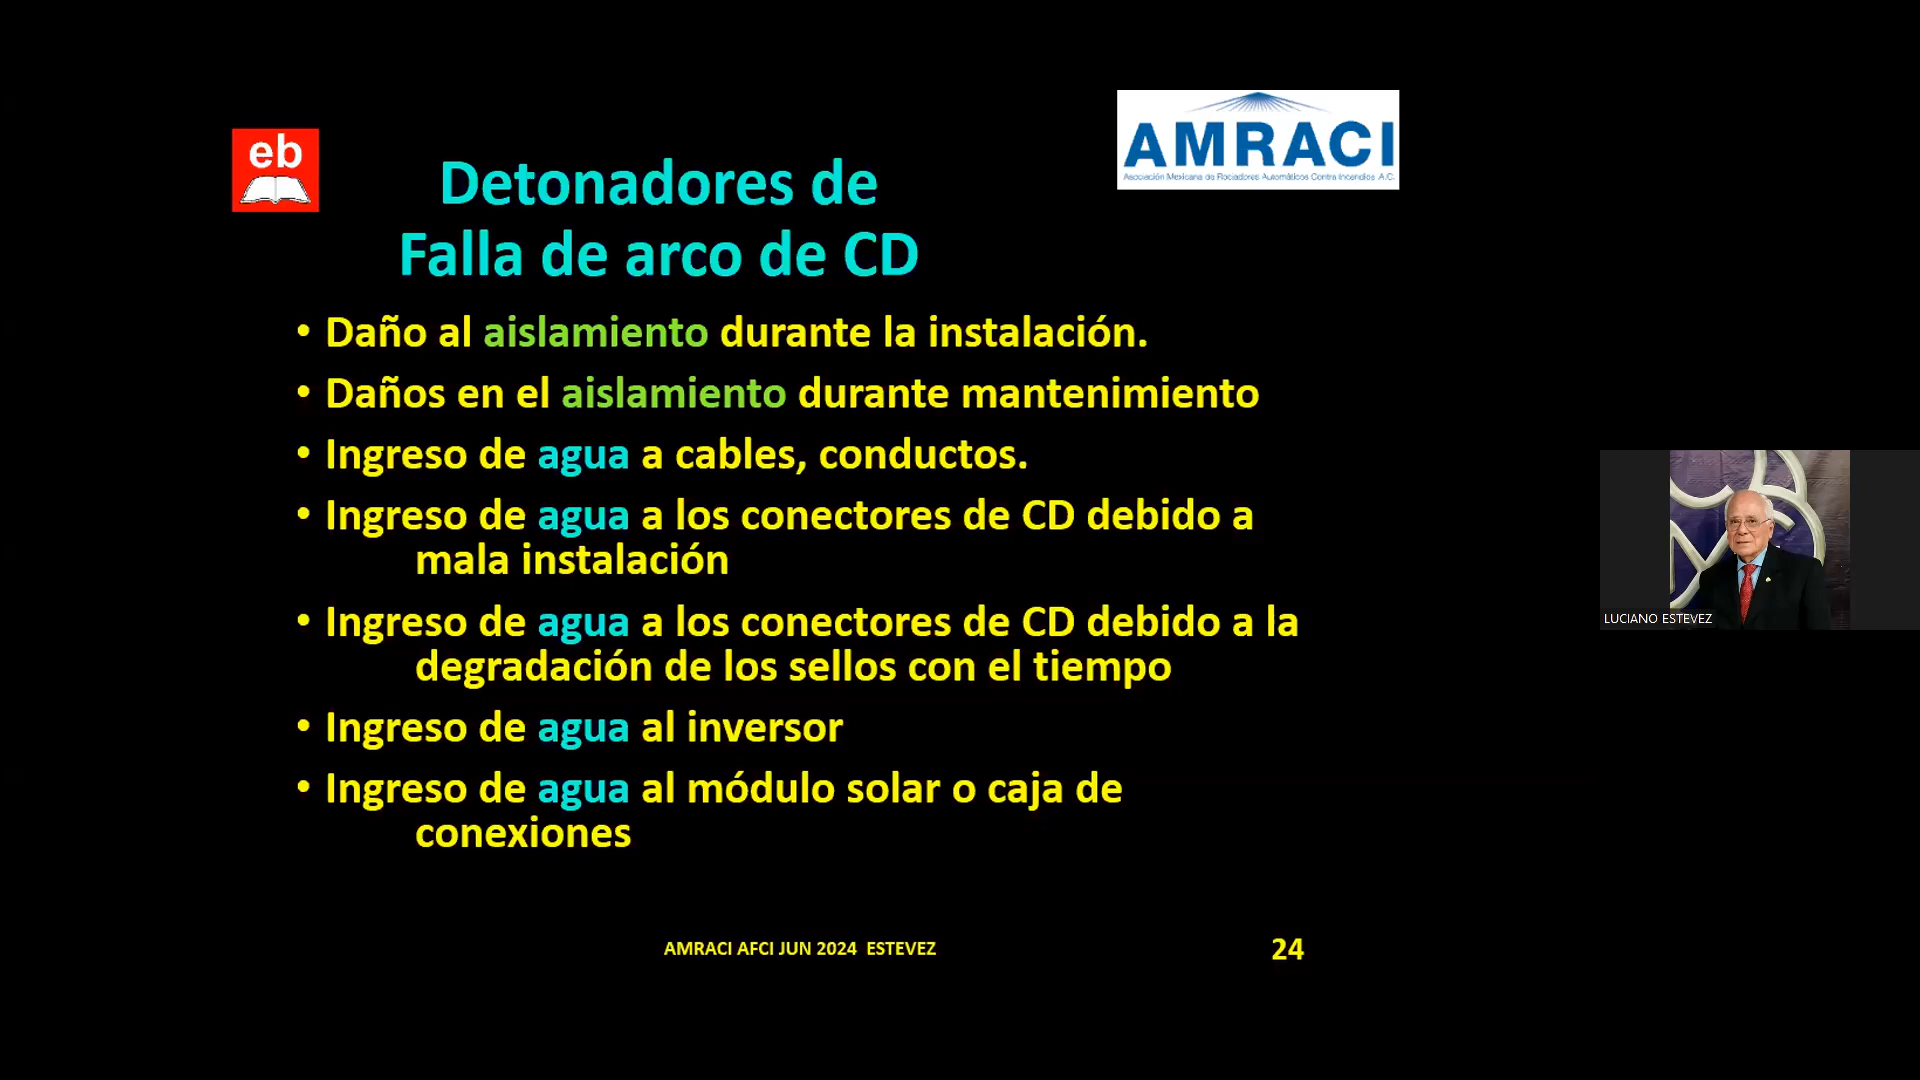 eb
AMRACI
Asociación Mexicana de Rociadores Automáticos Contra Incendios A.C.
Detonadores de
Falla de arco de CD
• Daño al aislamiento durante la instalación.
• Daños en el aislamiento durante mantenimiento
• Ingreso de agua a cables, conductos.
• Ingreso de agua a los conectores de CD debido a
mala instalación
• Ingreso de agua a los conectores de CD debido a la
degradación de los sellos con el tiempo
• Ingreso de agua al inversor
• Ingreso de agua al módulo solar o caja de
conexiones
LUCIANO ESTEVEZ
AMRACI AFCI JUN 2024 ESTEVEZ
24